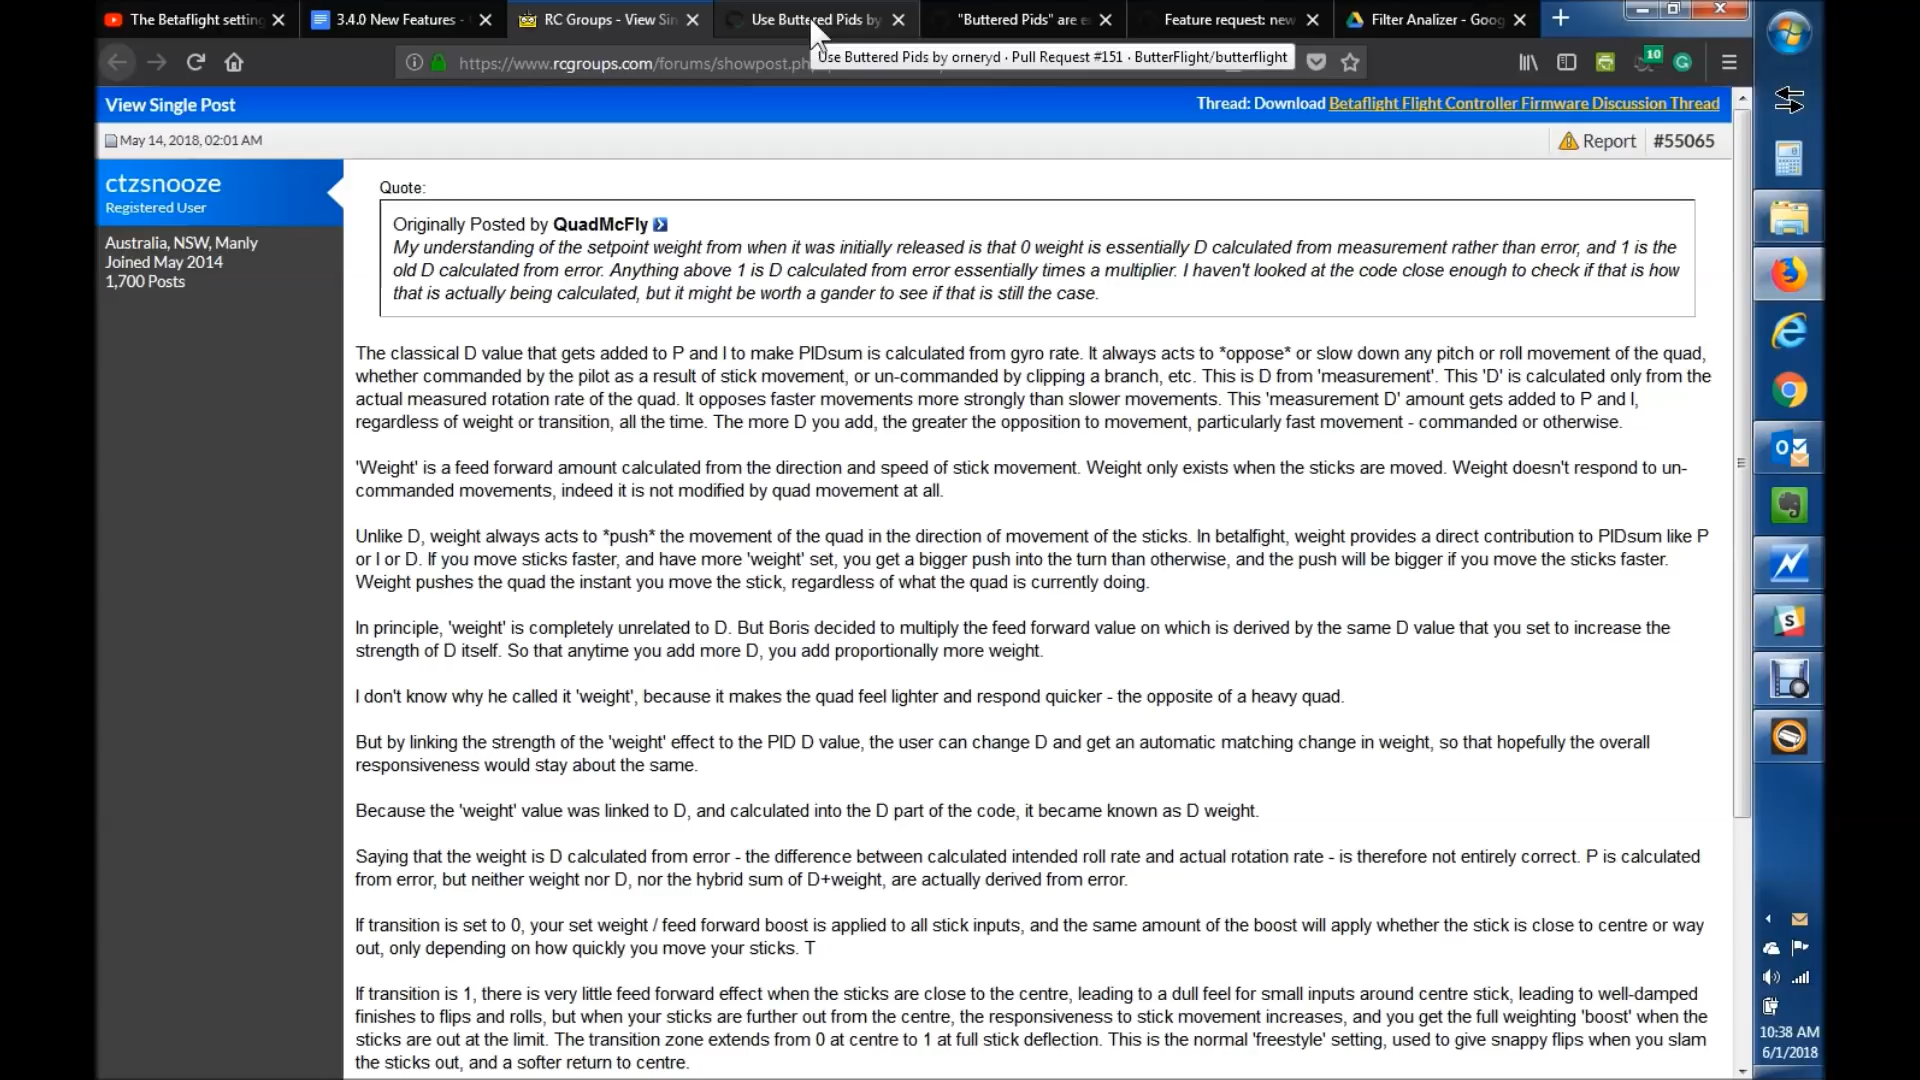 The Betaflight setting
3.4.0 New Features -
RC Groups - View Sin
Use Buttered Pids by
"Buttered Pids" are e
Feature request: new
Filter Analizer - Goog
https://www.rcgroups.com/forums/showpost.ph
Use Buttered Pids by orneryd · Pull Request #151 · ButterFlight/butterflight
10
View Single Post
Thread: Download Betaflight Flight Controller Firmware Discussion Thread
May 14, 2018, 02:01 AM
Report
#55065
ctzsnooze
Registered User
Australia, NSW, Manly
Joined May 2014
1,700 Posts
Quote:
Originally Posted by QuadMcFly
My understanding of the setpoint weight from when it was initially released is that 0 weight is essentially D calculated from measurement rather than error, and 1 is the
old D calculated from error. Anything above 1 is D calculated from error essentially times a multiplier. I haven't looked at the code close enough to check if that is how
that is actually being calculated, but it might be worth a gander to see if that is still the case.
The classical D value that gets added to P and I to make PIDsum is calculated from gyro rate. It always acts to *oppose* or slow down any pitch or roll movement of the quad,
whether commanded by the pilot as a result of stick movement, or un-commanded by clipping a branch, etc. This is D from 'measurement'. This 'D' is calculated only from the
actual measured rotation rate of the quad. It opposes faster movements more strongly than slower movements. This 'measurement D' amount gets added to P and I,
regardless of weight or transition, all the time. The more D you add, the greater the opposition to movement, particularly fast movement - commanded or otherwise.
'Weight' is a feed forward amount calculated from the direction and speed of stick movement. Weight only exists when the sticks are moved. Weight doesn't respond to un-
commanded movements, indeed it is not modified by quad movement at all.
Unlike D, weight always acts to *push* the movement of the quad in the direction of movement of the sticks. In betalfight, weight provides a direct contribution to PIDsum like P
or I or D. If you move sticks faster, and have more 'weight' set, you get a bigger push into the turn than otherwise, and the push will be bigger if you move the sticks faster.
Weight pushes the quad the instant you move the stick, regardless of what the quad is currently doing.
In principle, 'weight' is completely unrelated to D. But Boris decided to multiply the feed forward value on which is derived by the same D value that you set to increase the
strength of D itself. So that anytime you add more D, you add proportionally more weight.
I don't know why he called it 'weight', because it makes the quad feel lighter and respond quicker - the opposite of a heavy quad.
But by linking the strength of the 'weight' effect to the PID D value, the user can change D and get an automatic matching change in weight, so that hopefully the overall
responsiveness would stay about the same.
Because the 'weight' value was linked to D, and calculated into the D part of the code, it became known as D weight.
Saying that the weight is D calculated from error - the difference between calculated intended roll rate and actual rotation rate - is therefore not entirely correct. P is calculated
from error, but neither weight nor D, nor the hybrid sum of D+weight, are actually derived from error.
If transition is set to 0, your set weight / feed forward boost is applied to all stick inputs, and the same amount of the boost will apply whether the stick is close to centre or way
out, only depending on how quickly you move your sticks. T
If transition is 1, there is very little feed forward effect when the sticks are close to the centre, leading to a dull feel for small inputs around centre stick, leading to well-damped
finishes to flips and rolls, but when your sticks are further out from the centre, the responsiveness to stick movement increases, and you get the full weighting 'boost' when the
sticks are out at the limit. The transition zone extends from 0 at centre to 1 at full stick deflection. This is the normal 'freestyle' setting, used to give snappy flips when you slam
the sticks out, and a softer return to centre.
10:38 AM
6/1/2018